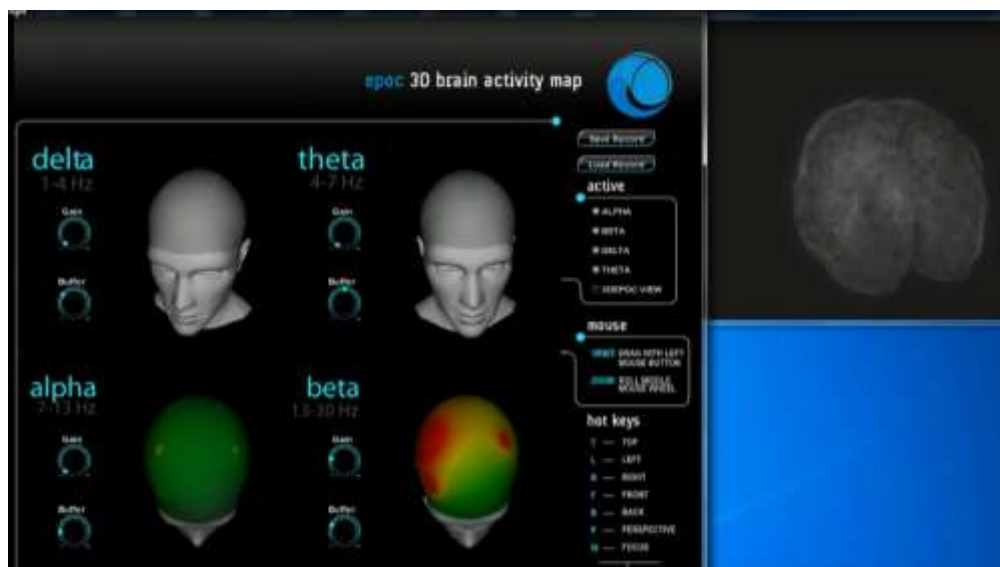 epoc 3D brain activity map
Save Record
Load Record
delta
1-4 Hz
Gain
Buffer
theta
4-7 Hz
Gain
Buffer
active
ALPHA
BETA
DELTA
THETA
3DEPOC VIEW
mouse
ORBIT DRAG WITH LEFT
MOUSE BUTTON
ZOOM ROLL MIDDLE
MOUSE WHEEL
alpha
7-13 Hz
Gain
Buffer
beta
13-30 Hz
Gain
Buffer
hot keys
T — TOP
L — LEFT
R — RIGHT
F — FRONT
B — BACK
P — PERSPECTIVE
— FOCUS